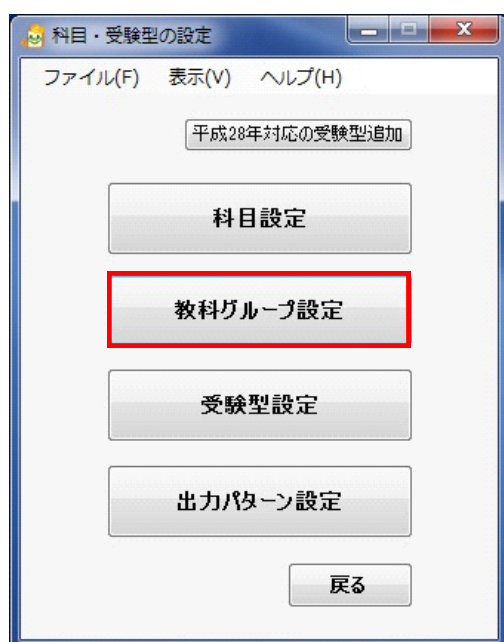 科目・受験型の設定
ファイル(F) 表示(V) ヘルプ(H)
平成28年対応の受験型追加
科目設定
教科グループ設定
受験型設定
出力パターン設定
戻る